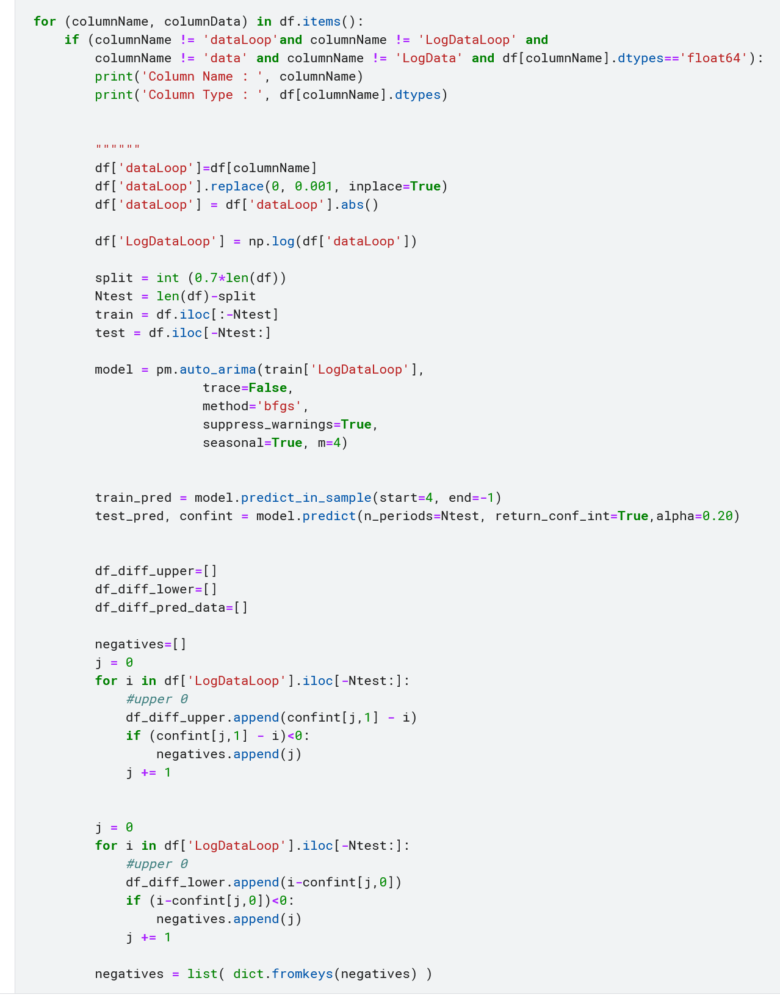 for (columnName, columnData) in df.items():
    if (columnName != 'dataLoop'and columnName != 'LogDataLoop' and
        columnName != 'data' and columnName != 'LogData' and df[columnName].dtypes=='float64'):
        print('Column Name : ', columnName)
        print('Column Type : ', df[columnName].dtypes)
        """"""
        df['dataLoop']=df[columnName]
        df['dataLoop'].replace(0, 0.001, inplace=True)
        df['dataLoop'] = df['dataLoop'].abs()
        df['LogDataLoop'] = np.log(df['dataLoop'])
        split = int (0.7*len(df))
        Ntest = len(df)-split
        train = df.iloc[:-Ntest]
        test = df.iloc[-Ntest:]
        model = pm.auto_arima(train['LogDataLoop'],
                      trace=False,
                      method='bfgs',
                      suppress_warnings=True,
                      seasonal=True, m=4)
        train_pred = model.predict_in_sample(start=4, end=-1)
        test_pred, confint = model.predict(n_periods=Ntest, return_conf_int=True,alpha=0.20)
        df_diff_upper=[]
        df_diff_lower=[]
        df_diff_pred_data=[]
        negatives=[]
        j = 0
        for i in df['LogDataLoop'].iloc[-Ntest:]:
            #upper 0
            df_diff_upper.append(confint[j,1] - i)
            if (confint[j,1] - i)<0:
                negatives.append(j)
            j += 1
        j = 0
        for i in df['LogDataLoop'].iloc[-Ntest:]:
            #upper 0
            df_diff_lower.append(i-confint[j,0])
            if (i-confint[j,0])<0:
                negatives.append(j)
            j += 1
        negatives = list( dict.fromkeys(negatives) )